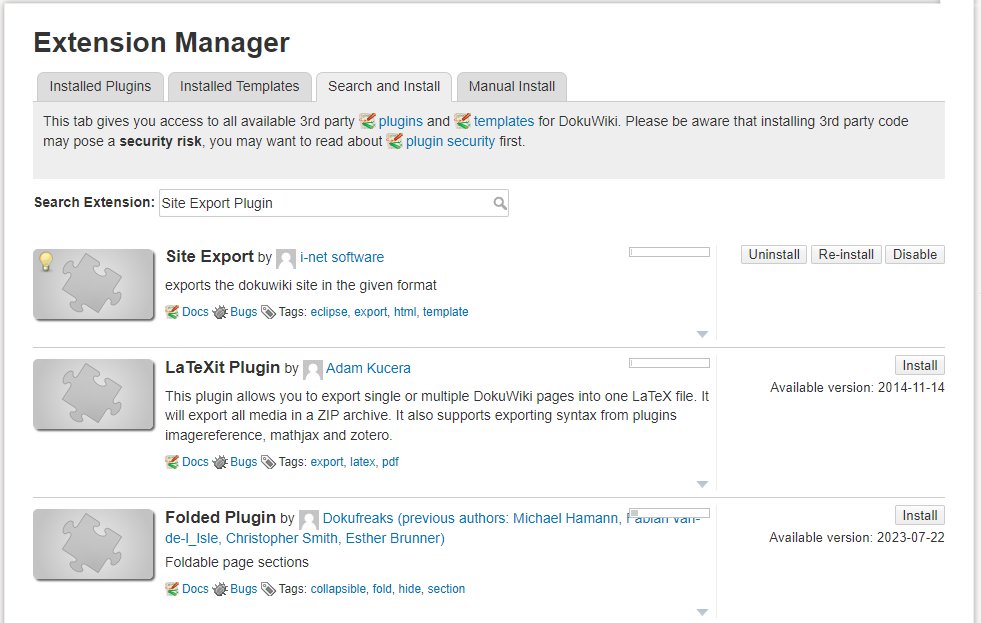 Extension Manager
Installed Plugins Installed Templates Search and Install Manual Install
This tab gives you access to all available 3rd party plugins and templates for DokuWiki. Please be aware that installing 3rd party code
may pose a security risk, you may want to read about plugin security first.
Search Extension: Site Export Plugin
Site Export by i-net software
Uninstall Re-install Disable
exports the dokuwiki site in the given format
Docs Bugs Tags: eclipse, export, html, template
LaTeXit Plugin by Adam Kucera
Install
Available version: 2014-11-14
This plugin allows you to export single or multiple DokuWiki pages into one LaTeX file. It
will export all media in a ZIP archive. It also supports exporting syntax from plugins
imagereference, mathjax and zotero.
Docs Bugs Tags: export, latex, pdf
Folded Plugin by Dokufreaks (previous authors: Michael Hamann, Fabian van-
de-l_Isle, Christopher Smith, Esther Brunner)
Install
Available version: 2023-07-22
Foldable page sections
Docs Bugs Tags: collapsible, fold, hide, section